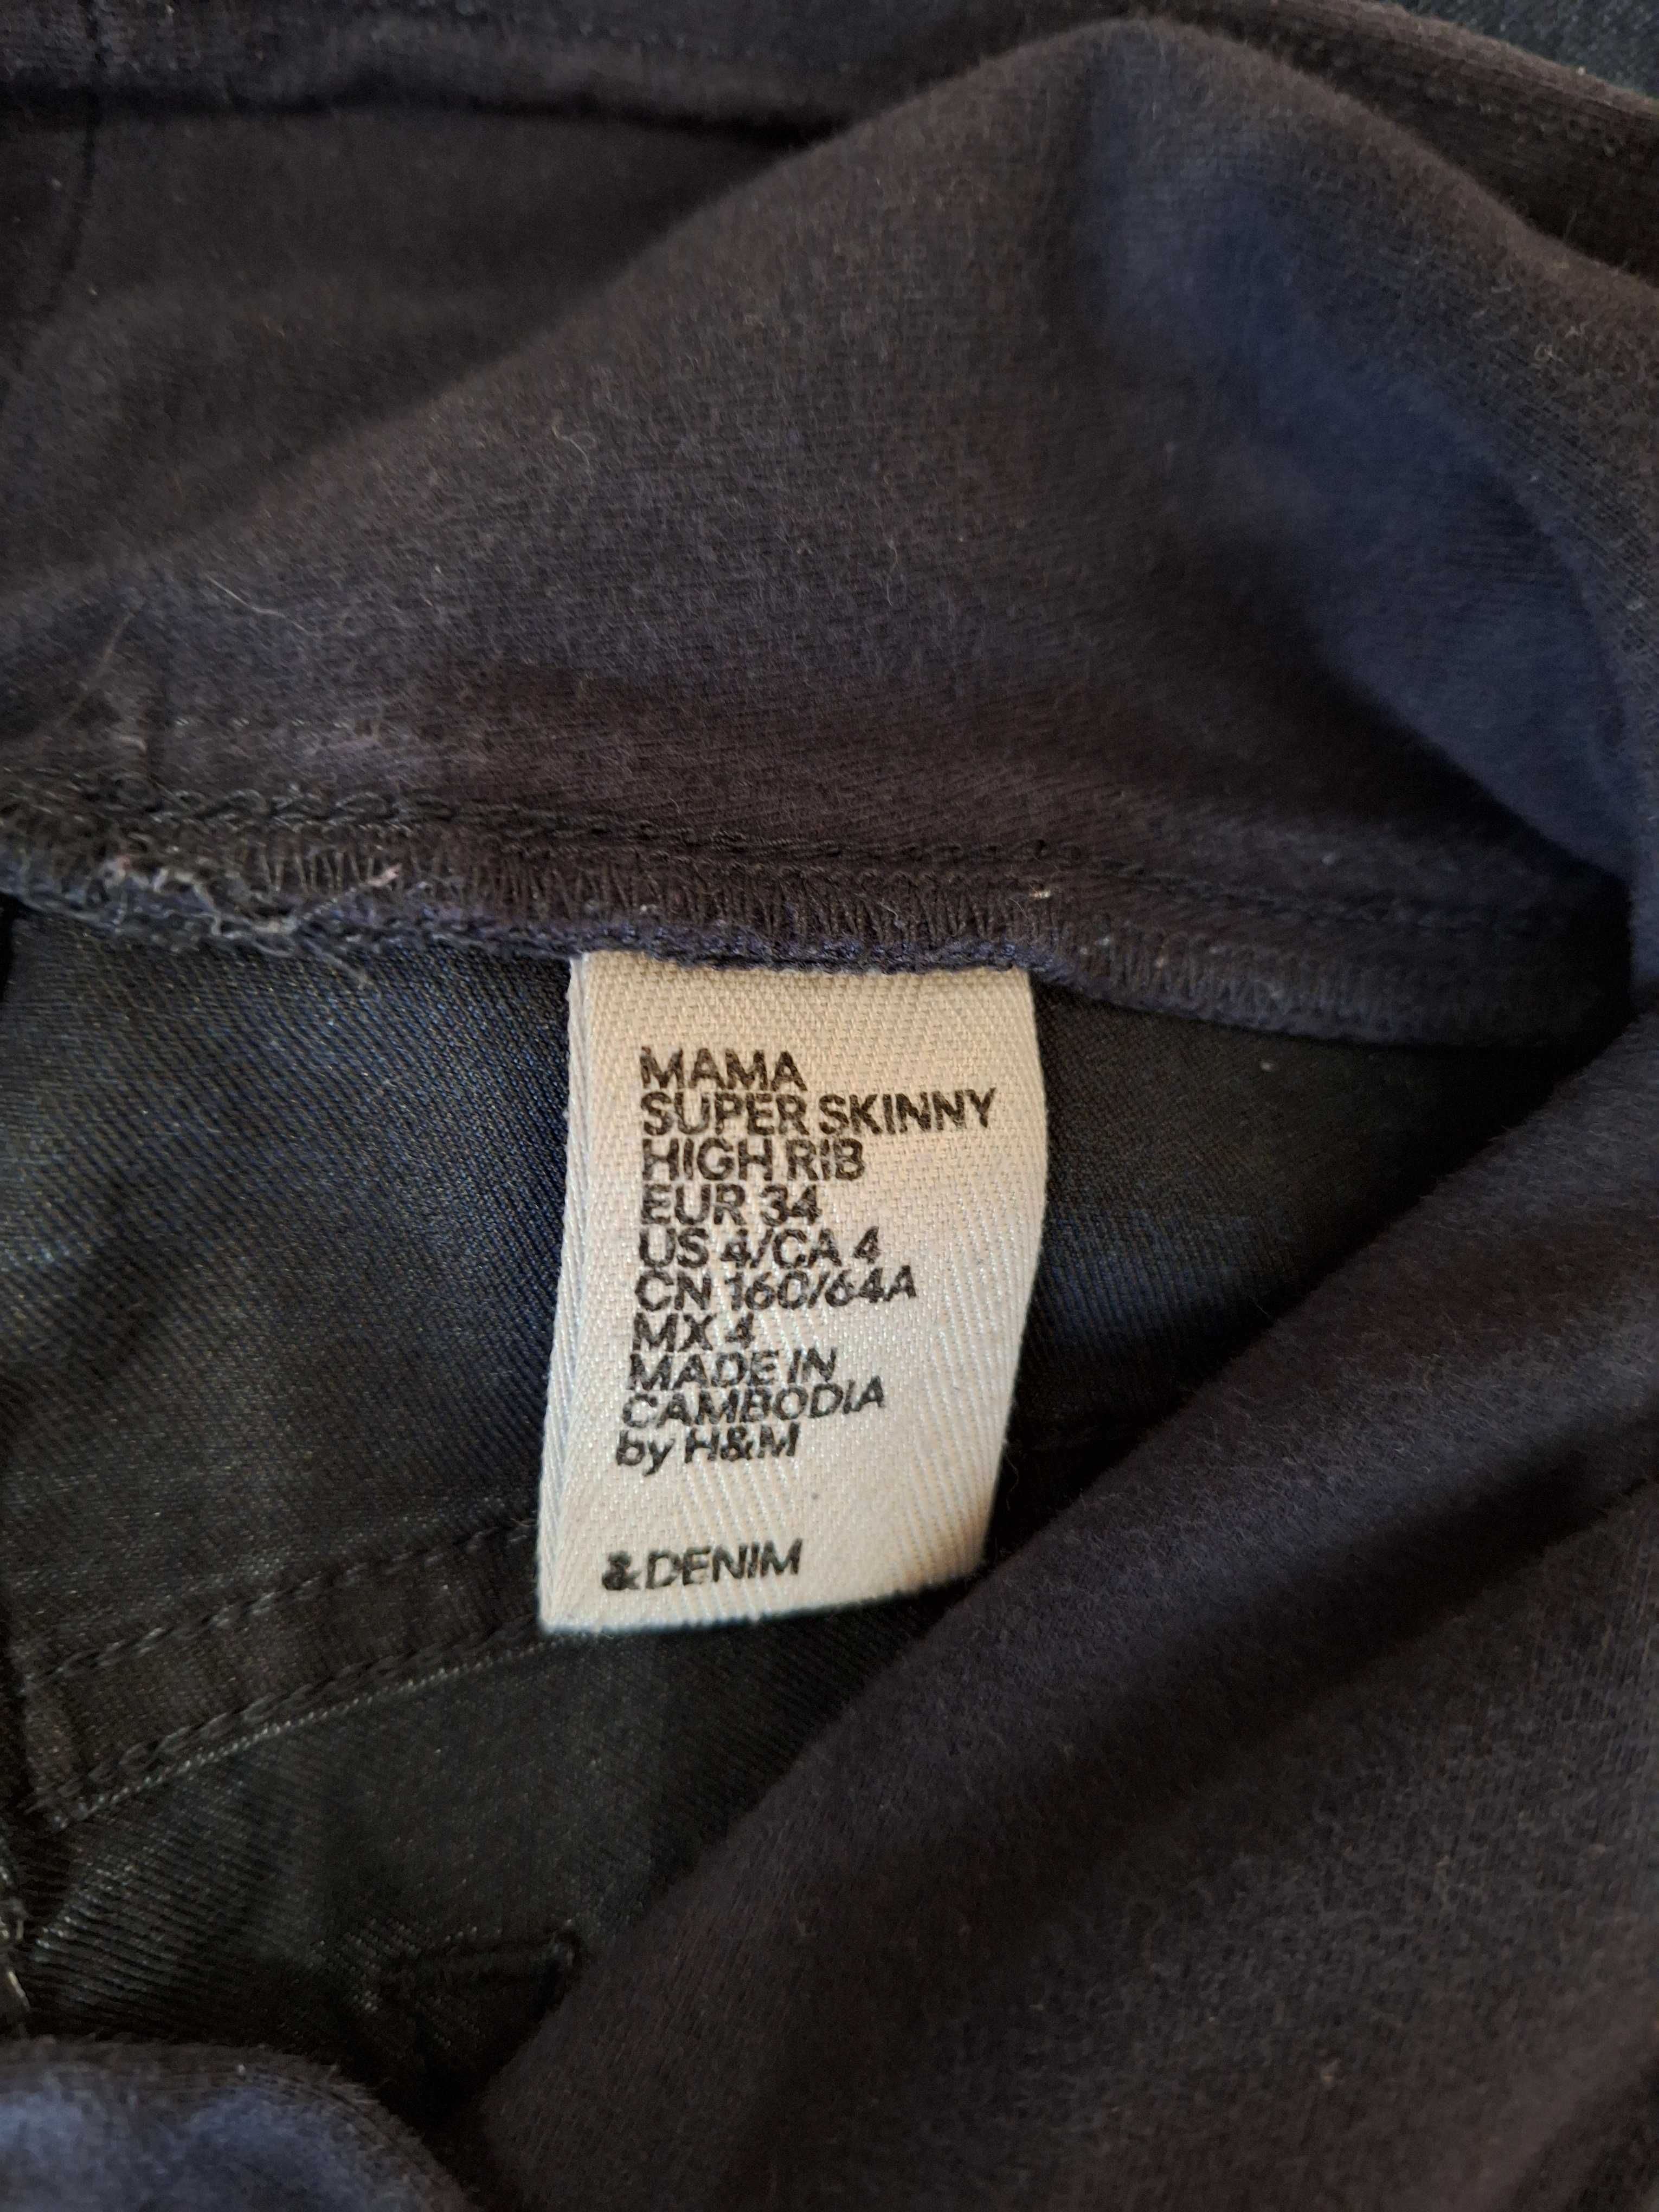 MAMA
SUPER SKINNY
HIGH RIB
EUR 34
US 4/CA 4
CN 160/64A
MX 4
MADE IN
CAMBODIA
by H&M
&DENIM